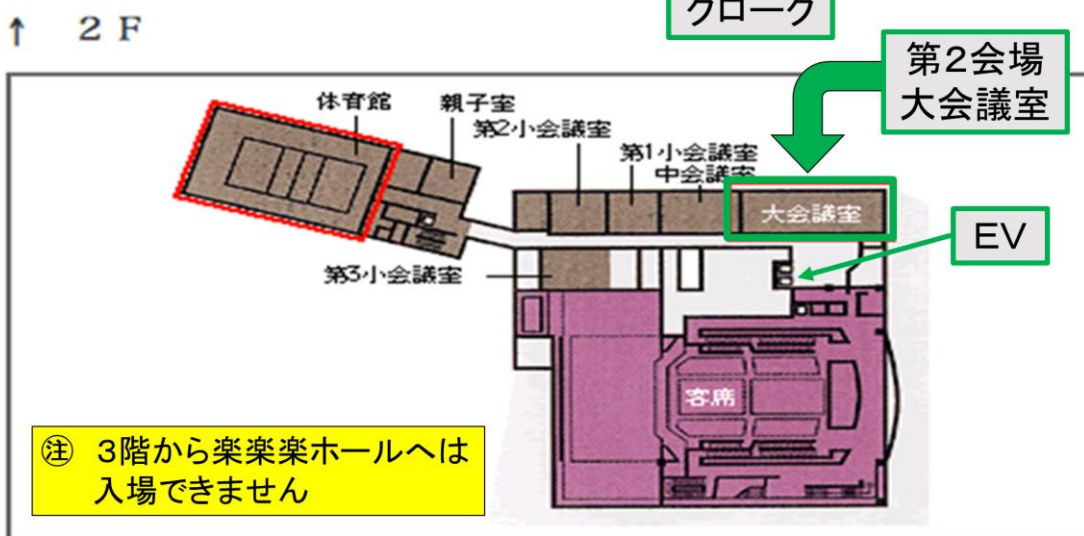 クローク
↑ 2F
第2会場
大会議室
体育館
親子室
第2小会議室
第1小会議室
中会議室
大会議室
EV
第3小会議室
客席
㊟ 3階から楽楽楽ホールへは
入場できません